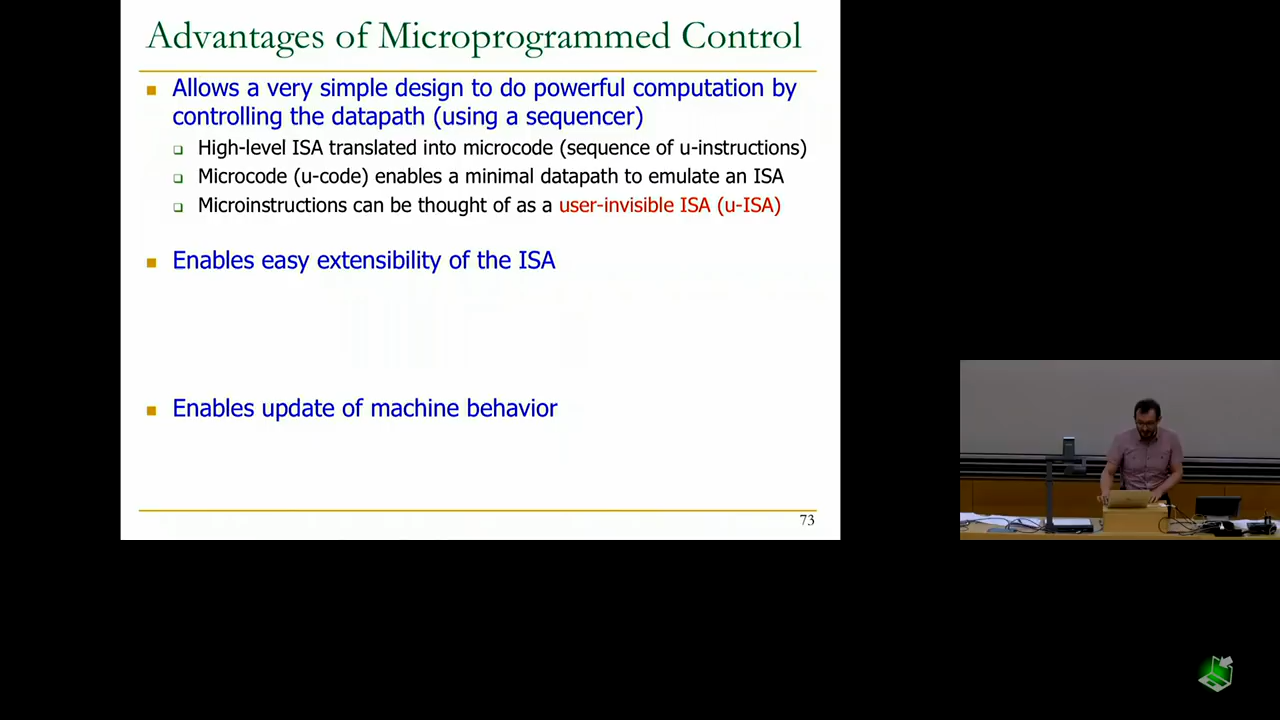 Advantages of Microprogrammed Control
Allows a very simple design to do powerful computation by
controlling the datapath (using a sequencer)
High-level ISA translated into microcode (sequence of u-instructions)
Microcode (u-code) enables a minimal datapath to emulate an ISA
Microinstructions can be thought of as a user-invisible ISA (u-ISA)
Enables easy extensibility of the ISA
Enables update of machine behavior
73